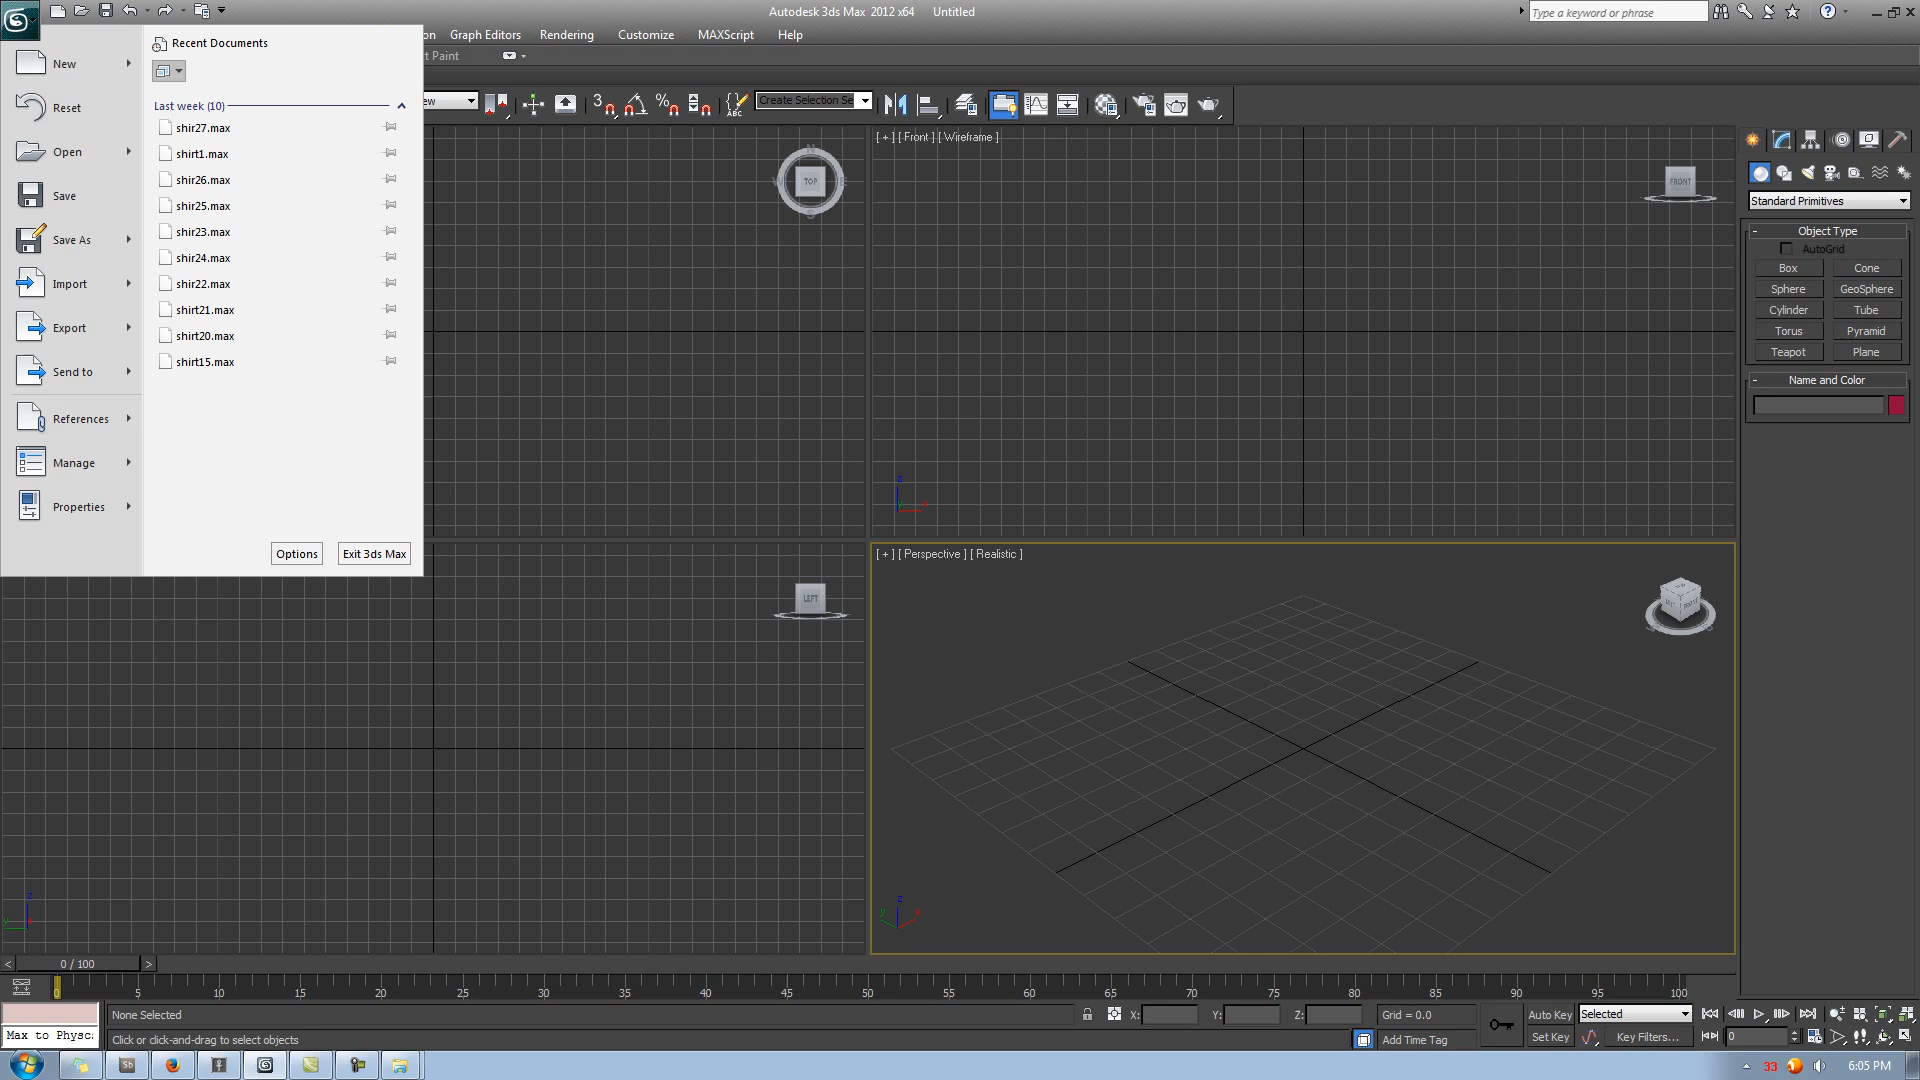 Autodesk 3ds Max 2012 x64 Untitled
Type a keyword or phrase
on Graph Editors Rendering Customize MAXScript Help
t Paint
Recent Documents
Last week (10)
shir27.max
shirt1.max
shir26.max
shir25.max
shir23.max
shir24.max
shir22.max
shirt21.max
shirt20.max
shirt15.max
New
Reset
Open
Save
Save As
Import
Export
Send to
References
Manage
Properties
Options Exit 3ds Max
ew
3
%
ABC
Create Selection Se
[ + ] [ Front ] [ Wireframe ]
N
TOP
S
FRONT
Standard Primitives
- Object Type
AutoGrid
Box Cone
Sphere GeoSphere
Cylinder Tube
Torus Pyramid
Teapot Plane
- Name and Color
z
[ + ] [ Perspective ] [ Realistic ]
LEFT
z
y x
z
y x
< 0 / 100 >
0 5 10 15 20 25 30 35 40 45 50 55 60 65 70 75 80 85 90 95 100
None Selected X: Y: Z: Grid = 0.0 Auto Key Selected
Max to Physc
Click or click-and-drag to select objects Add Time Tag Set Key Key Filters... 0
Sb
33 6:05 PM